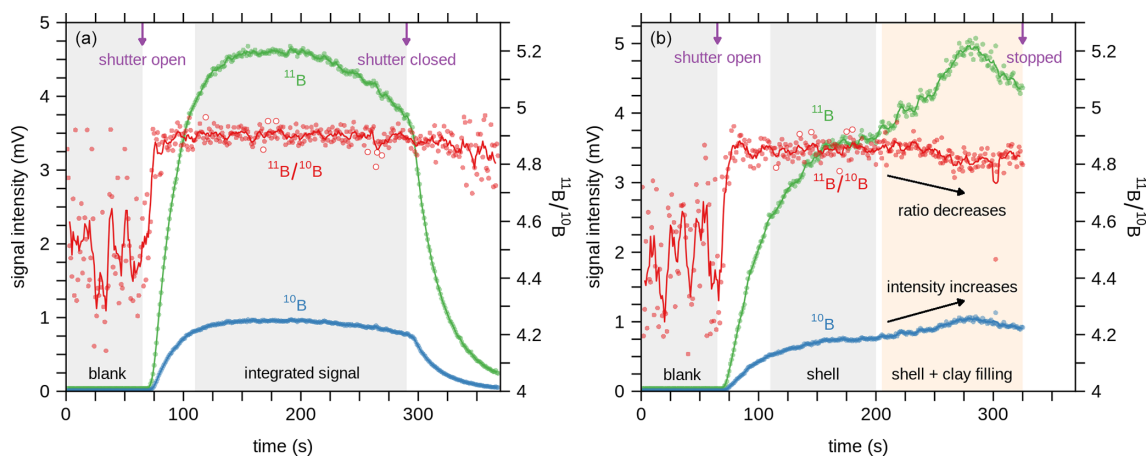 (a)
shutter open
shutter closed
¹¹B
¹¹B/¹⁰B
¹⁰B
blank
integrated signal
5
4
3
2
1
0
signal intensity (mV)
5.2
5
4.8
4.6
4.4
4.2
4
¹¹B/¹⁰B
0
100
200
300
time (s)
(b)
shutter open
stopped
¹¹B
¹¹B/¹⁰B
ratio decreases
intensity increases
¹⁰B
blank
shell
shell + clay filling
5
4
3
2
1
0
signal intensity (mV)
5.2
5
4.8
4.6
4.4
4.2
4
¹¹B/¹⁰B
0
100
200
300
time (s)